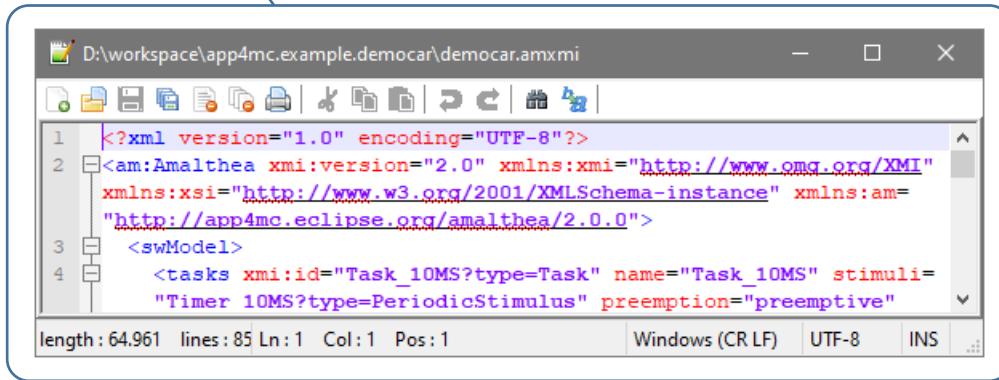 D:\workspace\app4mc.example.democar\democar.amxmi
1 <?xml version="1.0" encoding="UTF-8"?>
2 <am:Amalthea xmi:version="2.0" xmlns:xmi="http://www.omg.org/XMI"
xmlns:xsi="http://www.w3.org/2001/XMLSchema-instance" xmlns:am=
"http://app4mc.eclipse.org/amalthea/2.0.0">
3 <swModel>
4 <tasks xmi:id="Task_10MS?type=Task" name="Task_10MS" stimuli=
"Timer_10MS?type=PeriodicStimulus" preemption="preemptive"
length : 64.961 lines : 85 Ln : 1 Col : 1 Pos : 1 Windows (CR LF) UTF-8 INS